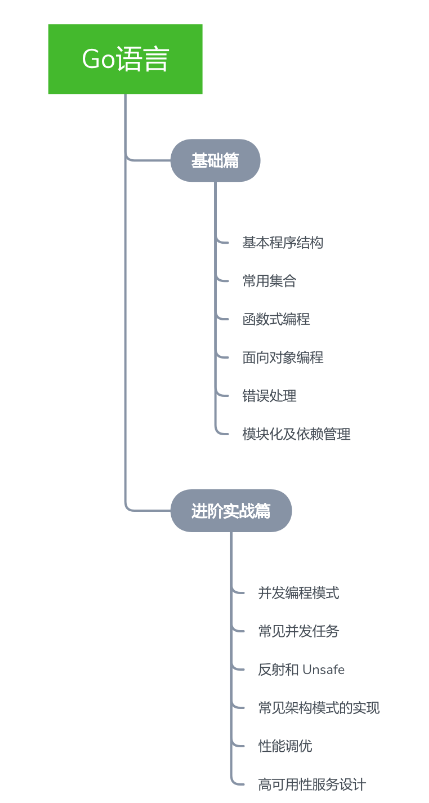 Go语言
基础篇
基本程序结构
常用集合
函数式编程
面向对象编程
错误处理
模块化及依赖管理
进阶实战篇
并发编程模式
常见并发任务
反射和 Unsafe
常见架构模式的实现
性能调优
高可用性服务设计